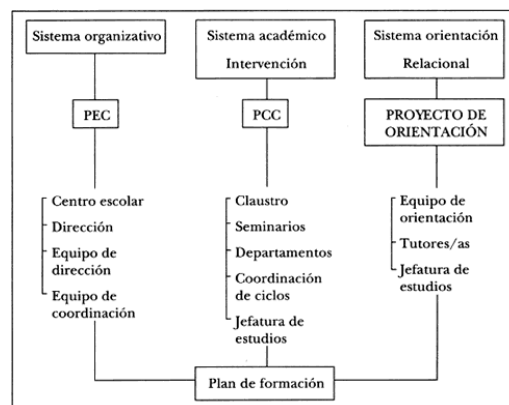 Sistema organizativo
Sistema académico
Intervención
Sistema orientación
Relacional
PEC
PCC
PROYECTO DE
ORIENTACIÓN
Centro escolar
Dirección
Equipo de
dirección
Equipo de
coordinación
Claustro
Seminarios
Departamentos
Coordinación
de ciclos
Jefatura de
estudios
Equipo de
orientación
Tutores/as
Jefatura de
estudios
Plan de formación